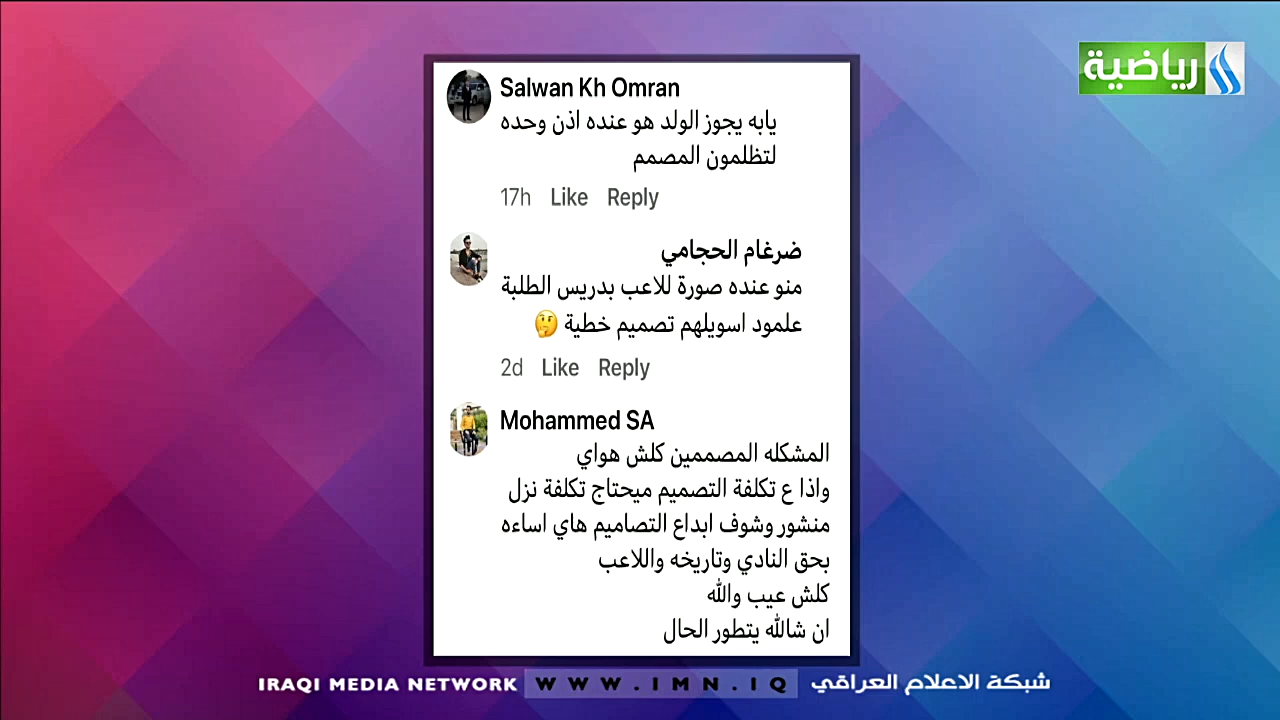 رياضية
Salwan Kh Omran
يابه يجوز الولد هو عنده اذن وحده
لتظلمون المصمم
17h Like Reply
ضرغام الحجامي
منو عنده صورة للاعب بدريس الطلبة
علمود اسويلهم تصميم خطية 🤔
2d Like Reply
Mohammed SA
المشكله المصممين كلش هواي
واذا ع تكلفة التصميم ميحتاج تكلفة نزل
منشور وشوف ابداع التصاميم هاي اساءه
بحق النادي وتاريخه واللاعب
كلش عيب والله
ان شالله يتطور الحال
IRAQI MEDIA NETWORK WWW.IMN.IQ شبكة الاعلام العراقي